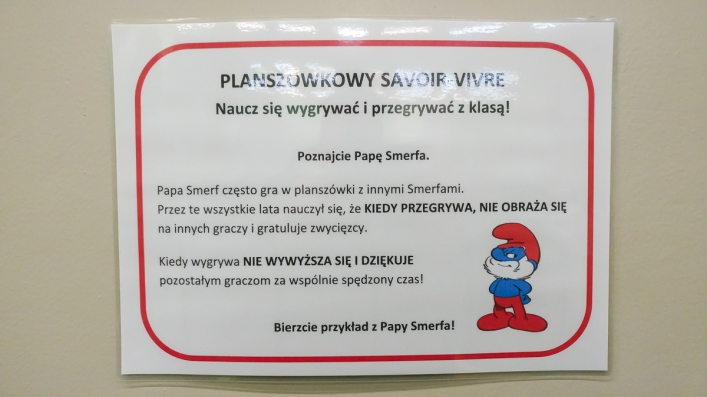 PLANSZÓWKOWY SAVOIR-VIVRE
Naucz się wygrywać i przegrywać z klasą!
Poznajcie Papę Smerfa.
Papa Smerf często gra w planszówki z innymi Smerfami.
Przez te wszystkie lata nauczył się, że KIEDY PRZEGRYWA, NIE OBRAŻA SIĘ
na innych graczy i gratuluje zwycięzcy.
Kiedy wygrywa NIE WYWYŻSZA SIĘ I DZIĘKUJE
pozostałym graczom za wspólnie spędzony czas!
Bierzcie przykład z Papy Smerfa!